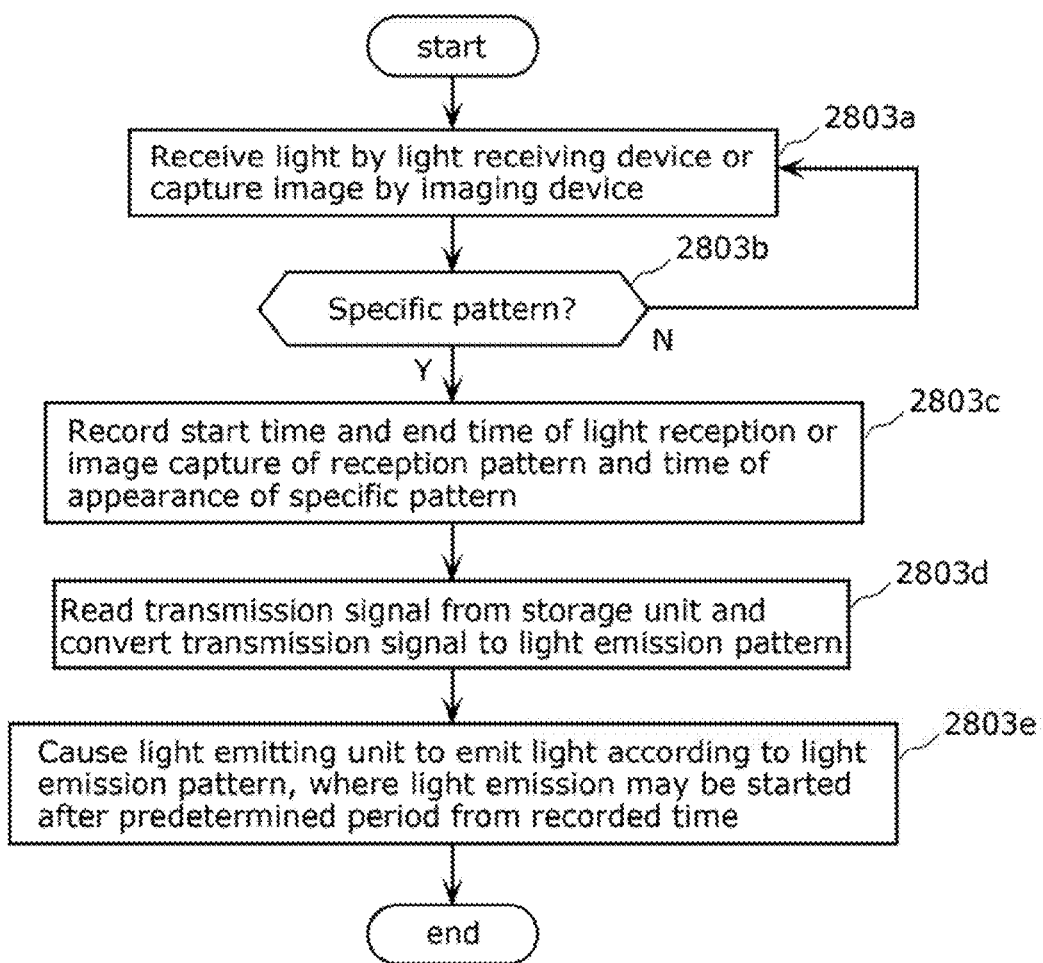 start
2803a
Receive light by light receiving device or
capture image by imaging device
2803b
Specific pattern?
N
Y
2803c
Record start time and end time of light reception or
image capture of reception pattern and time of
appearance of specific pattern
2803d
Read transmission signal from storage unit and
convert transmission signal to light emission pattern
2803e
Cause light emitting unit to emit light according to light
emission pattern, where light emission may be started
after predetermined period from recorded time
end